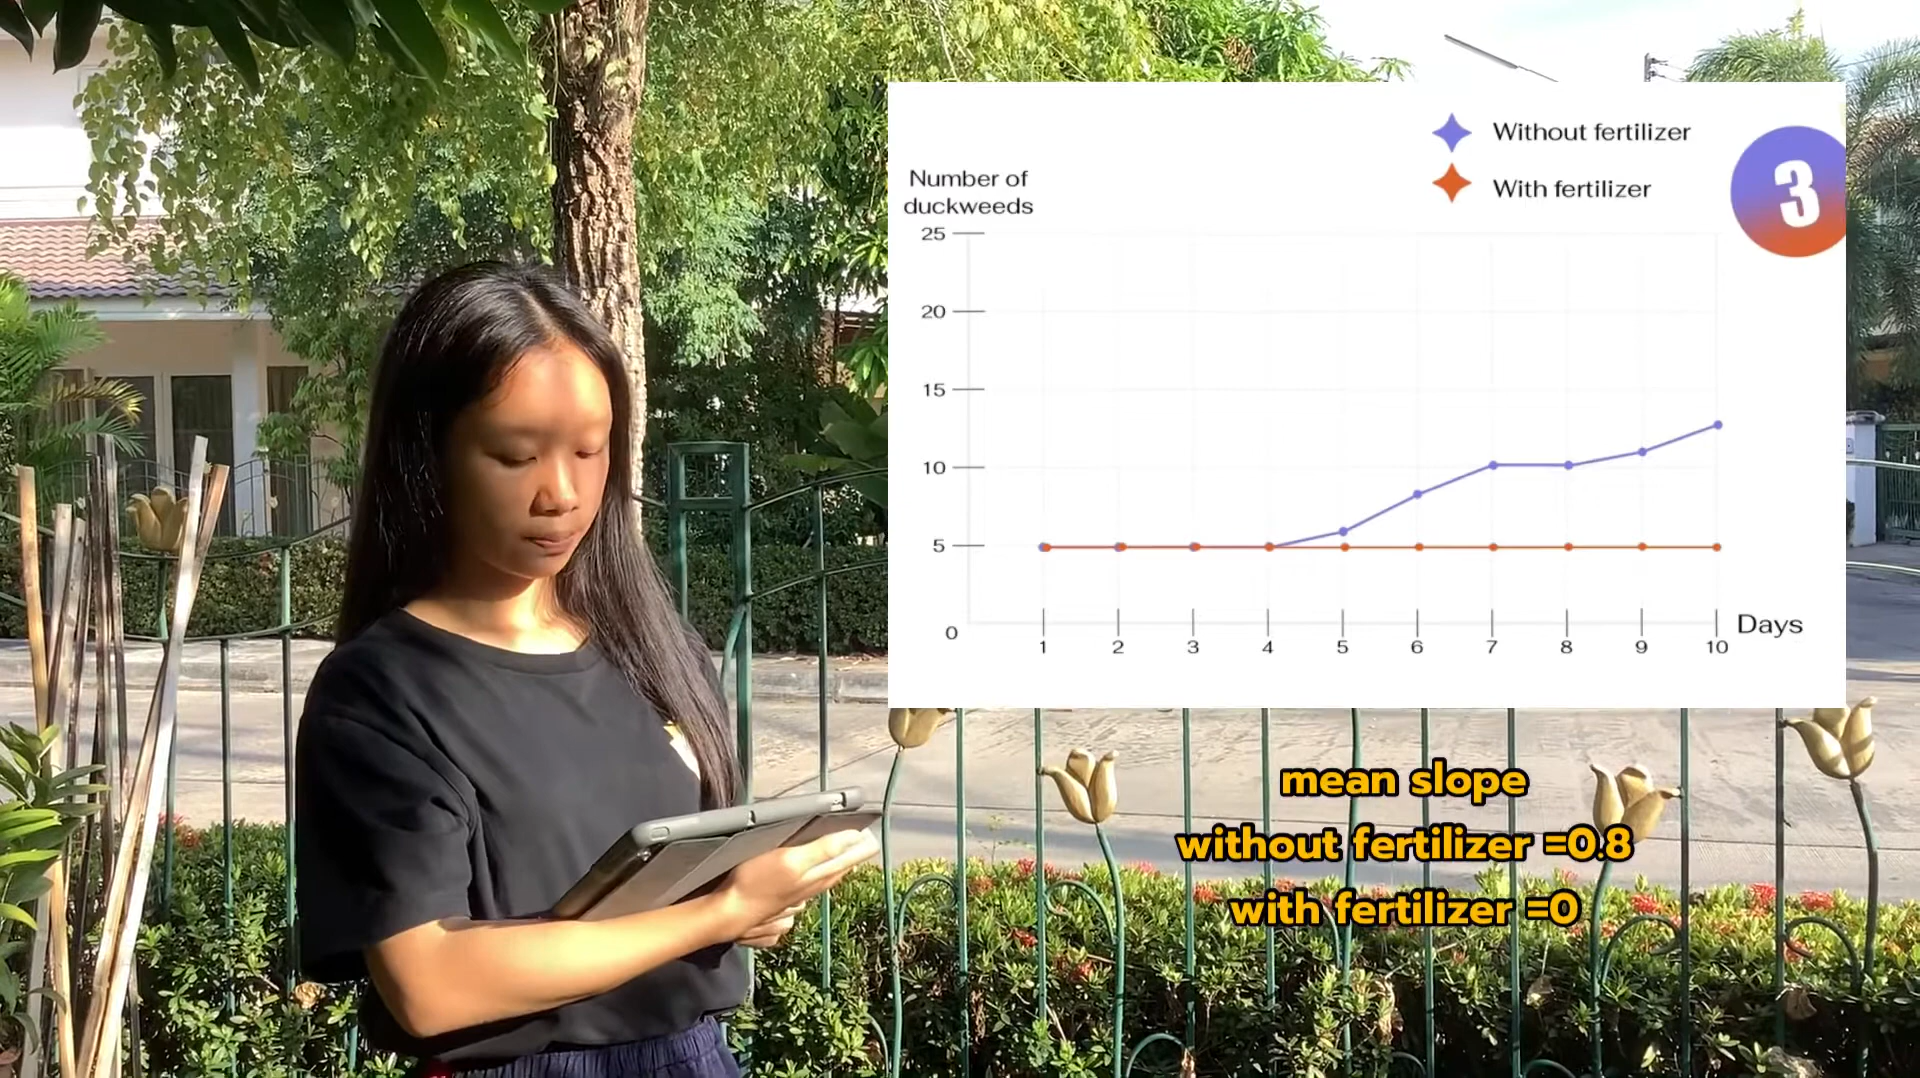 Without fertilizer
With fertilizer
3
Number of
duckweeds
25
20
15
10
5
0
1 2 3 4 5 6 7 8 9 10
Days
mean slope
without fertilizer =0.8
with fertilizer =0